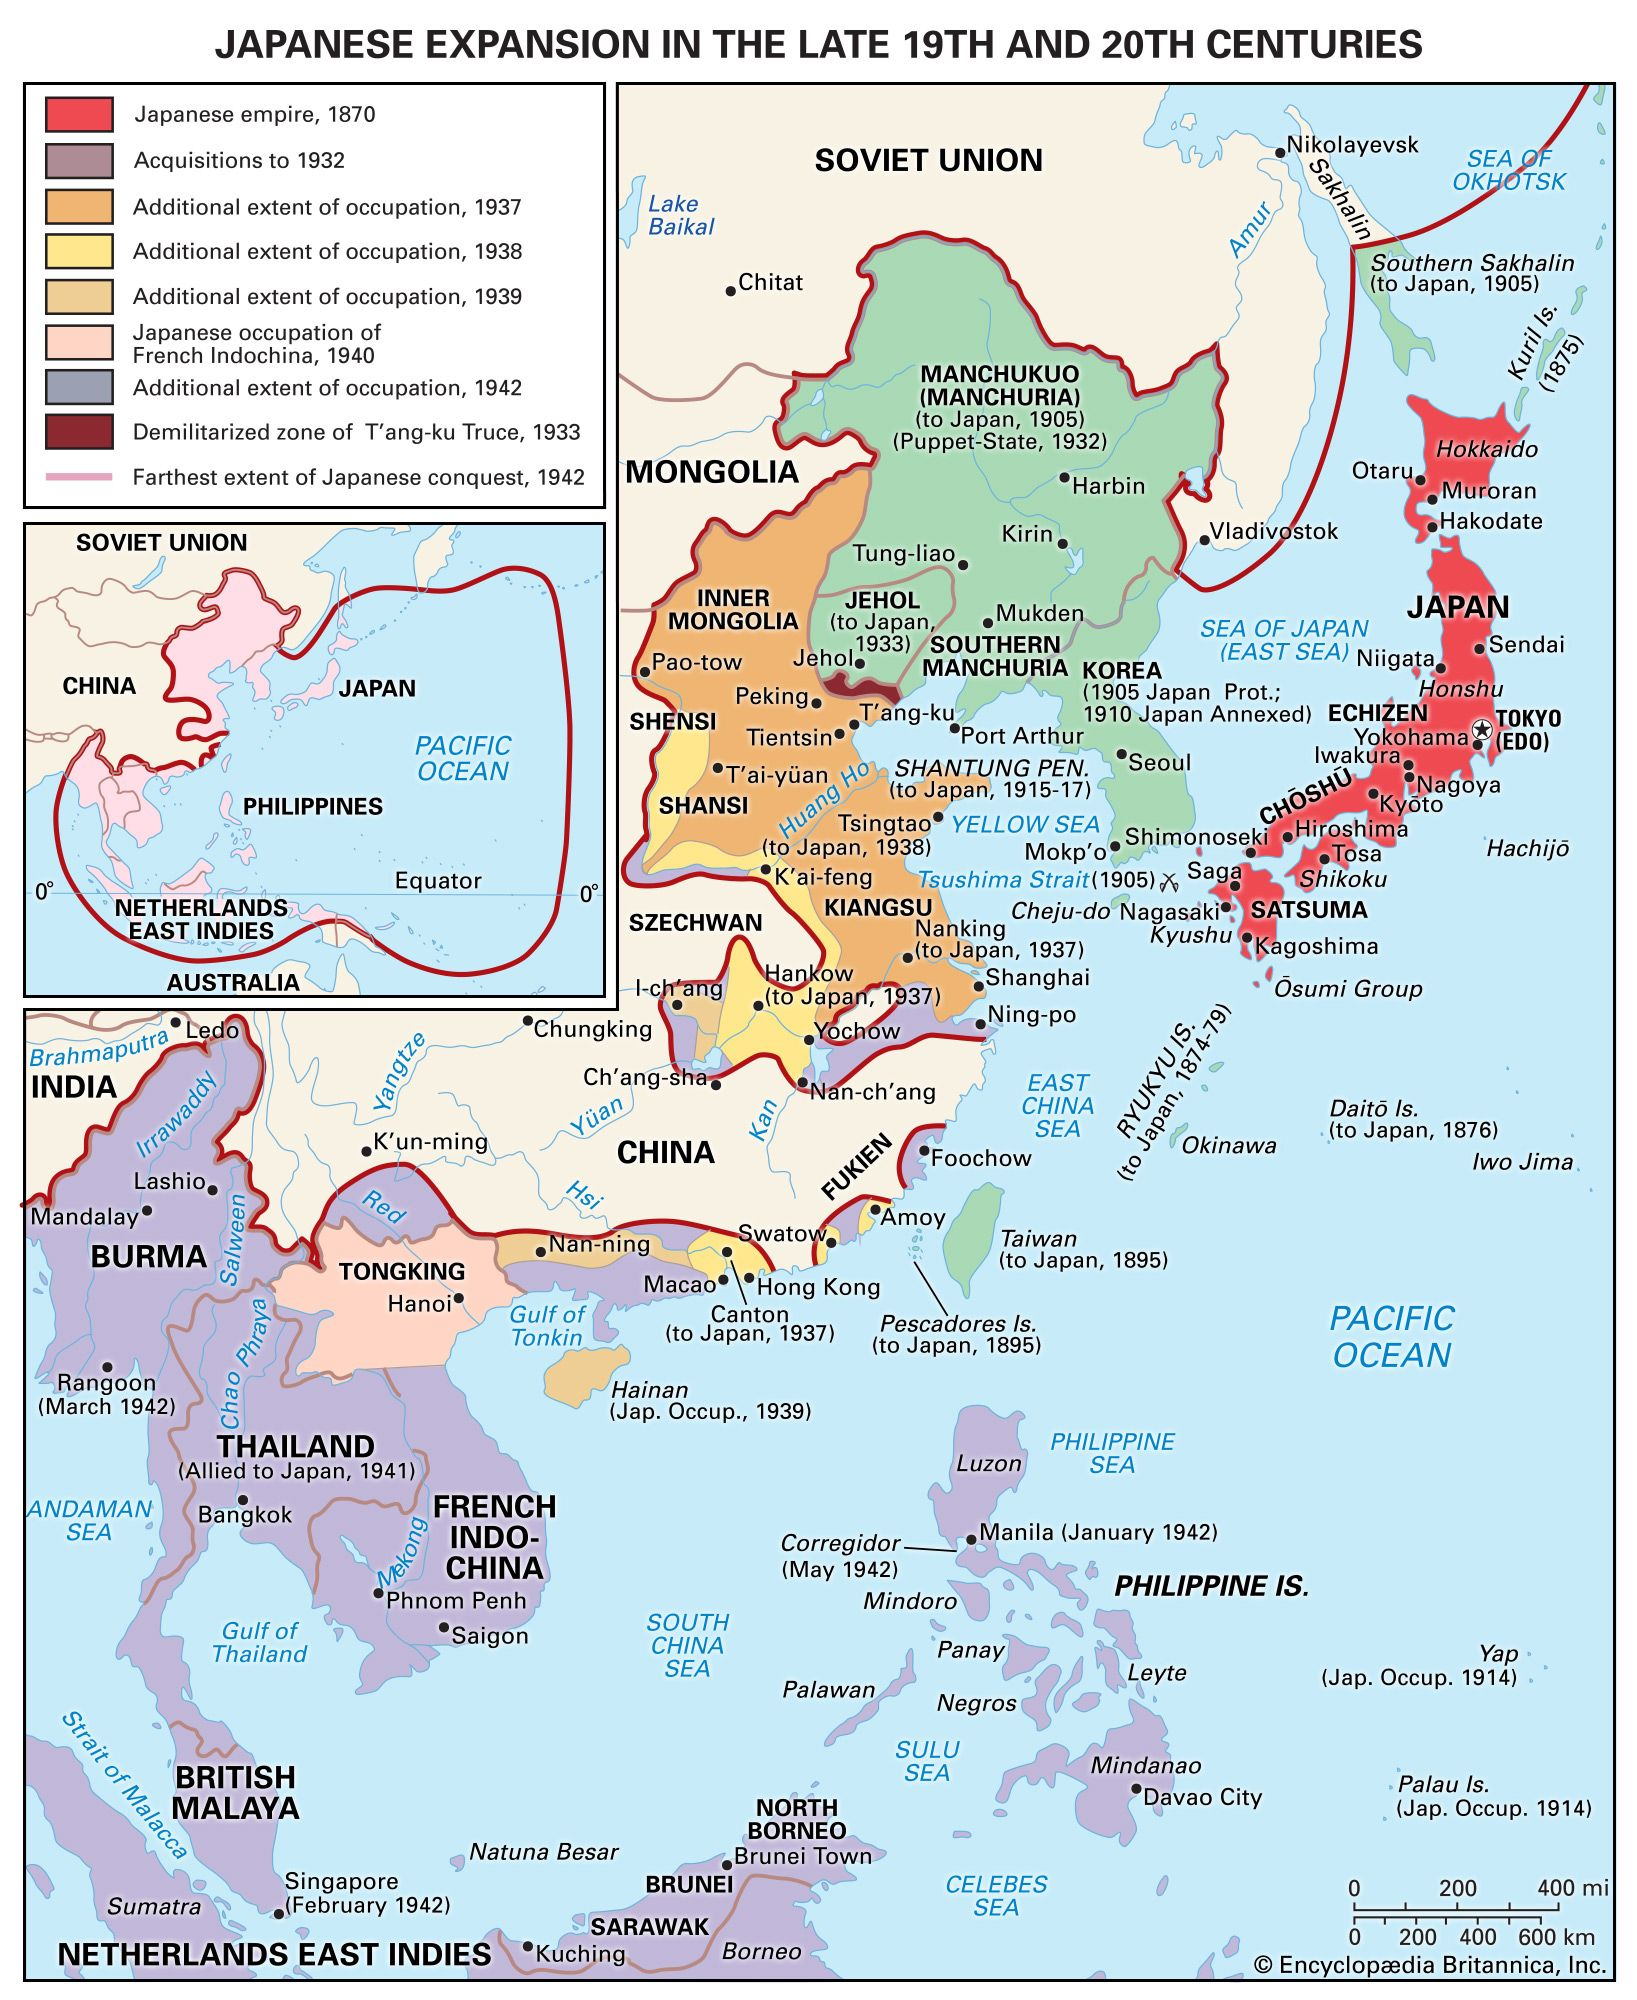 JAPANESE EXPANSION IN THE LATE 19TH AND 20TH CENTURIES
Japanese empire, 1870
Acquisitions to 1932
Additional extent of occupation, 1937
Additional extent of occupation, 1938
Additional extent of occupation, 1939
Japanese occupation of
French Indochina, 1940
Additional extent of occupation, 1942
Demilitarized zone of T'ang-ku Truce, 1933
Farthest extent of Japanese conquest, 1942
SOVIET UNION
CHINA
JAPAN
PACIFIC
OCEAN
PHILIPPINES
0°
Equator
0°
NETHERLANDS
EAST INDIES
AUSTRALIA
SOVIET UNION
Nikolayevsk
SEA OF
OKHOTSK
Sakhalin
Lake
Baikal
Amur
Chitat
Southern Sakhalin
(to Japan, 1905)
Kuril Is.
(1875)
MANCHUKUO
(MANCHURIA)
(to Japan, 1905)
(Puppet-State, 1932)
MONGOLIA
Harbin
Hokkaido
Otaru
Muroran
Hakodate
Kirin
Vladivostok
Tung-liao
INNER
MONGOLIA
JEHOL
(to Japan,
1933)
Mukden
JAPAN
SEA OF JAPAN
(EAST SEA)
Sendai
Niigata
SOUTHERN
MANCHURIA
Jehol
Pao-tow
KOREA
(1905 Japan Prot.;
1910 Japan Annexed)
Honshu
Peking
T'ang-ku
ECHIZEN
TOKYO
(EDO)
SHENSI
Tientsin
Port Arthur
Yokohama
Iwakura
Seoul
T'ai-yüan
SHANTUNG PEN.
(to Japan, 1915-17)
Nagoya
CHŌSHŪ
Kyōto
SHANSI
Huang Ho
Tsingtao
(to Japan, 1938)
YELLOW SEA
Shimonoseki
Hiroshima
Mokp'o
Tosa
Hachijō
K'ai-feng
Tsushima Strait (1905)
Saga
Shikoku
KIANGSU
Cheju-do
Nagasaki
SATSUMA
SZECHWAN
Nanking
(to Japan, 1937)
Kyushu
Kagoshima
Hankow
(to Japan, 1937)
Shanghai
I-ch'ang
Ōsumi Group
Ning-po
Yochow
Chungking
Ledo
Brahmaputra
INDIA
Yangtze
Ch'ang-sha
Nan-ch'ang
Irrawaddy
Yüan
Kan
EAST
CHINA
SEA
RYUKYU IS.
(to Japan, 1874-79)
Okinawa
Daitō Is.
(to Japan, 1876)
Iwo Jima
K'un-ming
CHINA
FUKIEN
Foochow
Lashio
Mandalay
Salween
Red
Hsi
Amoy
BURMA
Nan-ning
Swatow
Taiwan
(to Japan, 1895)
TONGKING
Hanoi
Macao
Hong Kong
Canton
(to Japan, 1937)
Pescadores Is.
(to Japan, 1895)
PACIFIC
OCEAN
Gulf of
Tonkin
Rangoon
(March 1942)
Chao Phraya
Hainan
(Jap. Occup., 1939)
THAILAND
(Allied to Japan, 1941)
Luzon
PHILIPPINE
SEA
ANDAMAN
SEA
Bangkok
FRENCH
INDO-
CHINA
Mekong
Manila (January 1942)
Corregidor
(May 1942)
Phnom Penh
Mindoro
PHILIPPINE IS.
Saigon
Gulf of
Thailand
SOUTH
CHINA
SEA
Panay
Leyte
Yap
(Jap. Occup. 1914)
Palawan
Negros
Strait of Malacca
SULU
SEA
BRITISH
MALAYA
Mindanao
Davao City
Palau Is.
(Jap. Occup. 1914)
NORTH
BORNEO
Natuna Besar
Brunei Town
BRUNEI
CELEBES
SEA
Singapore
(February 1942)
Sumatra
SARAWAK
Kuching
Borneo
NETHERLANDS EAST INDIES
0 200 400 mi
0 200 400 600 km
© Encyclopædia Britannica, Inc.